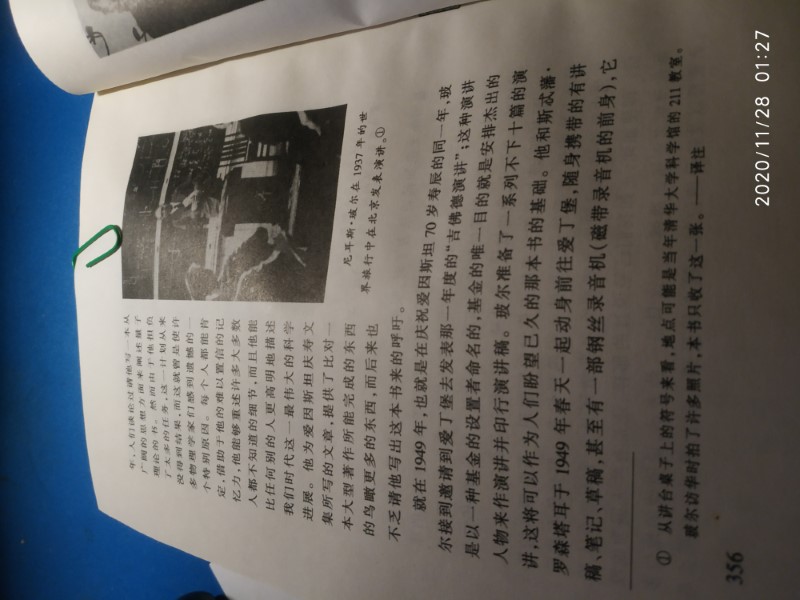 年，人们谈论过请他写一本从
广阔的思想方面来阐述量子
理论的书。然而由于他担负
了太多的任务，这一计划从来
没得到结果，而这就曾是使许
多物理学家们感到遗憾的一
个特别原因。每个人都能肯
定，借助于他的难以置信的记
忆力，他能够重述许多大多数
人都不知道的细节，而且他能
比任何别的人更高明地描述
我们时代这一最伟大的科学
进展。他为爱因斯坦庆寿文
集所写的文章，提供了比对一
本大型著作所能完成的东西
的鸟瞰更多的东西，而后来也
不乏请他写出这本书来的呼吁。
尼耳斯·玻尔在 1937 年的世
界旅行中在北京发表演讲。①
就在 1949 年，也就是在庆祝爱因斯坦 70 岁寿辰的同一年，玻
尔接到邀请到爱丁堡去发表那一年度的“吉佛德演讲”；这种演讲
是以一种基金的设置者命名的，基金的唯一目的就是安排杰出的
人物来作演讲并印行演讲稿。玻尔准备了一系列不下十篇的演
讲，这将可以作为人们盼望已久的那本书的基础。他和斯忒藩·
罗森塔耳于 1949 年春天一起动身前往爱丁堡，随身携带的有讲
稿、笔记、草稿，甚至有一部钢丝录音机(磁带录音机的前身)，它
① 从讲台桌子上的符号来看，地点可能是当年清华大学科学馆的 211 教室。
玻尔访华时拍了许多照片，本书只收了这一张。——译注
356
2020/11/28 01:27